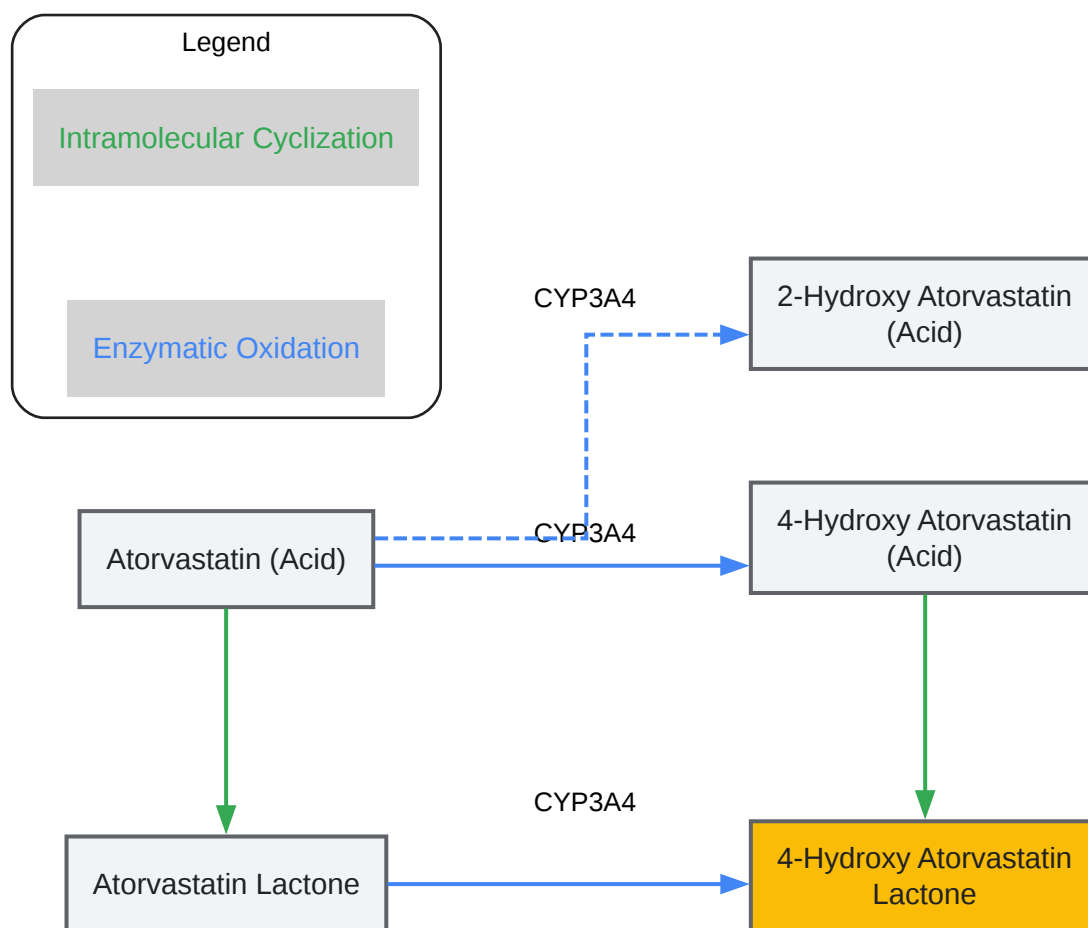 Legend
Intramolecular Cyclization
Enzymatic Oxidation
CYP3A4
2-Hydroxy Atorvastatin
(Acid)
Atorvastatin (Acid)
CYP3A4
4-Hydroxy Atorvastatin
(Acid)
CYP3A4
Atorvastatin Lactone
4-Hydroxy Atorvastatin
Lactone